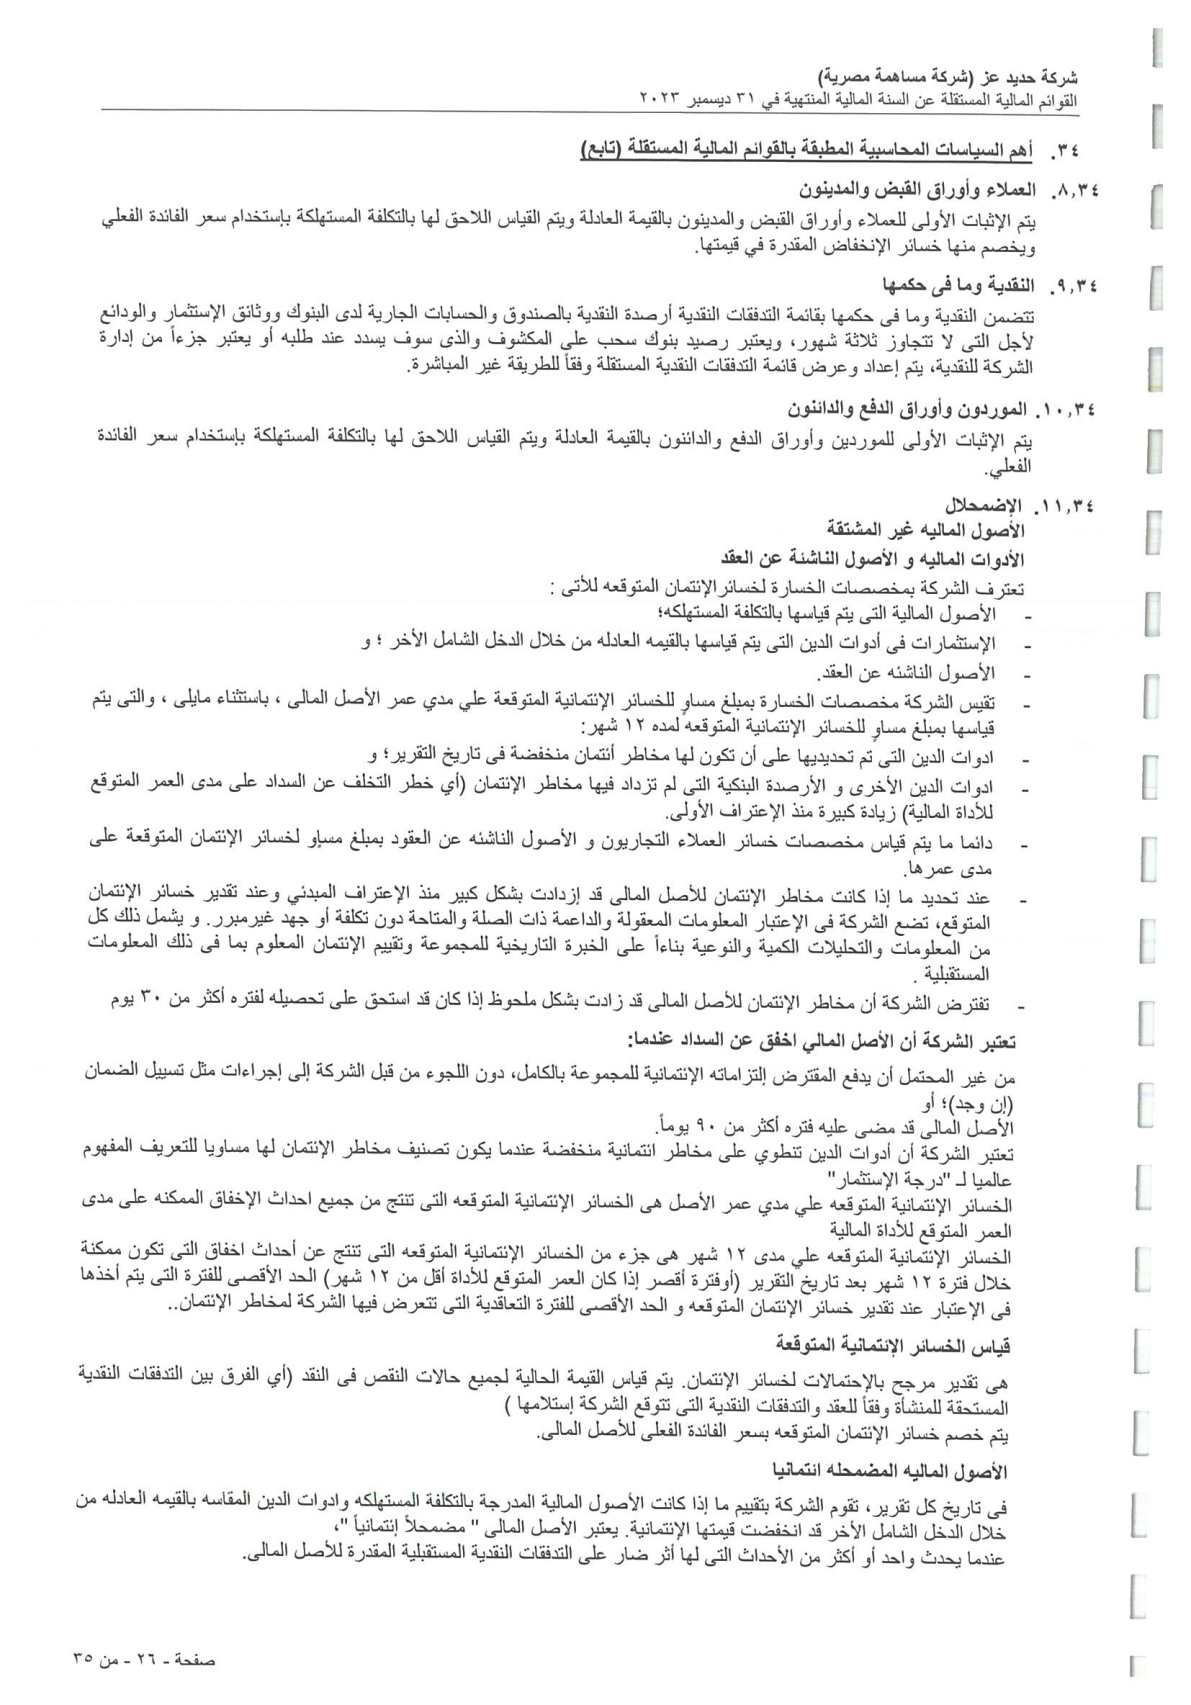 شركة حديد عز (شركة مساهمة مصرية)
القوائم المالية المستقلة عن السنة المالية المنتهية في ٣١ ديسمبر ٢٠٢٣
٣٤. أهم السياسات المحاسبية المطبقة بالقوائم المالية المستقلة (تابع)
٨,٣٤. العملاء وأوراق القبض والمدينون
يتم الإثبات الأولى للعملاء وأوراق القبض والمدينون بالقيمة العادلة ويتم القياس اللاحق لها بالتكلفة المستهلكة بإستخدام سعر الفائدة الفعلي
ويخصم منها خسائر الإنخفاض المقدرة في قيمتها.
٩,٣٤. النقدية وما فى حكمها
تتضمن النقدية وما فى حكمها بقائمة التدفقات النقدية أرصدة النقدية بالصندوق والحسابات الجارية لدى البنوك ووثائق الإستثمار والودائع
لأجل التى لا تتجاوز ثلاثة شهور، ويعتبر رصيد بنوك سحب على المكشوف والذى سوف يسدد عند طلبه أو يعتبر جزءاً من إدارة
الشركة للنقدية، يتم إعداد وعرض قائمة التدفقات النقدية المستقلة وفقاً للطريقة غير المباشرة.
١٠,٣٤. الموردون وأوراق الدفع والدائنون
يتم الإثبات الأولى للموردين وأوراق الدفع والدائنون بالقيمة العادلة ويتم القياس اللاحق لها بالتكلفة المستهلكة بإستخدام سعر الفائدة
الفعلي.
١١,٣٤. الإضمحلال
الأصول الماليه غير المشتقة
الأدوات الماليه و الأصول الناشئة عن العقد
تعترف الشركة بمخصصات الخسارة لخسائرالإئتمان المتوقعه للأتى :
- الأصول المالية التى يتم قياسها بالتكلفة المستهلكه؛
- الإستثمارات فى أدوات الدين التى يتم قياسها بالقيمه العادله من خلال الدخل الشامل الأخر ؛ و
- الأصول الناشئه عن العقد.
- تقيس الشركة مخصصات الخسارة بمبلغ مساوٍ للخسائر الإئتمانية المتوقعة علي مدي عمر الأصل المالى ، باستثناء مايلى ، والتى يتم
قياسها بمبلغ مساوٍ للخسائر الإئتمانية المتوقعه لمده ١٢ شهر:
- ادوات الدين التى تم تحديديها على أن تكون لها مخاطر أئتمان منخفضة فى تاريخ التقرير؛ و
- ادوات الدين الأخرى و الأرصدة البنكية التى لم تزداد فيها مخاطر الإئتمان (أي خطر التخلف عن السداد على مدى العمر المتوقع
للأداة المالية) زيادة كبيرة منذ الإعتراف الأولى.
- دائما ما يتم قياس مخصصات خسائر العملاء التجاريون و الأصول الناشئه عن العقود بمبلغ مساوٍ لخسائر الإئتمان المتوقعة على
مدى عمرها.
- عند تحديد ما إذا كانت مخاطر الإئتمان للأصل المالى قد إزدادت بشكل كبير منذ الإعتراف المبدئي وعند تقدير خسائر الإئتمان
المتوقع، تضع الشركة فى الإعتبار المعلومات المعقولة والداعمة ذات الصلة والمتاحة دون تكلفة أو جهد غيرمبرر. و يشمل ذلك كل
من المعلومات والتحليلات الكمية والنوعية بناءاً على الخبرة التاريخية للمجموعة وتقييم الإئتمان المعلوم بما فى ذلك المعلومات
المستقبلية .
- تفترض الشركة أن مخاطر الإئتمان للأصل المالى قد زادت بشكل ملحوظ إذا كان قد استحق على تحصيله لفتره أكثر من ٣٠ يوم
تعتبر الشركة أن الأصل المالي اخفق عن السداد عندما:
من غير المحتمل أن يدفع المقترض إلتزاماته الإئتمانية للمجموعة بالكامل، دون اللجوء من قبل الشركة إلى إجراءات مثل تسييل الضمان
(إن وجد)؛ أو
الأصل المالى قد مضى عليه فتره أكثر من ٩٠ يوماً.
تعتبر الشركة أن أدوات الدين تنطوي على مخاطر ائتمانية منخفضة عندما يكون تصنيف مخاطر الإئتمان لها مساويا للتعريف المفهوم
عالميا لـ "درجة الإستثمار"
الخسائر الإئتمانية المتوقعه علي مدي عمر الأصل هى الخسائر الإئتمانية المتوقعه التى تنتج من جميع احداث الإخفاق الممكنه على مدى
العمر المتوقع للأداة المالية
الخسائر الإئتمانية المتوقعه علي مدى ١٢ شهر هى جزء من الخسائر الإئتمانية المتوقعه التى تنتج عن أحداث اخفاق التى تكون ممكنة
خلال فترة ١٢ شهر بعد تاريخ التقرير (أوفترة أقصر إذا كان العمر المتوقع للأداة أقل من ١٢ شهر) الحد الأقصى للفترة التى يتم أخذها
فى الإعتبار عند تقدير خسائر الإئتمان المتوقعه و الحد الأقصى للفترة التعاقدية التى تتعرض فيها الشركة لمخاطر الإئتمان..
قياس الخسائر الإئتمانية المتوقعة
هى تقدير مرجح بالإحتمالات لخسائر الإئتمان. يتم قياس القيمة الحالية لجميع حالات النقص فى النقد (أي الفرق بين التدفقات النقدية
المستحقة للمنشأة وفقاً للعقد والتدفقات النقدية التى تتوقع الشركة إستلامها )
يتم خصم خسائر الإئتمان المتوقعه بسعر الفائدة الفعلى للأصل المالى.
الأصول الماليه المضمحله ائتمانيا
فى تاريخ كل تقرير، تقوم الشركة بتقييم ما إذا كانت الأصول المالية المدرجة بالتكلفة المستهلكه وادوات الدين المقاسه بالقيمه العادله من
خلال الدخل الشامل الأخر قد انخفضت قيمتها الإئتمانية. يعتبر الأصل المالى " مضمحلاً إئتمانياً "،
عندما يحدث واحد أو أكثر من الأحداث التى لها أثر ضار على التدفقات النقدية المستقبلية المقدرة للأصل المالى.
صفحة - ٢٦ - من ٣٥